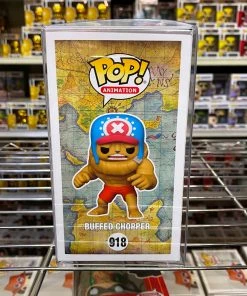 POP!
ANIMATION
BUFFED CHOPPER
918